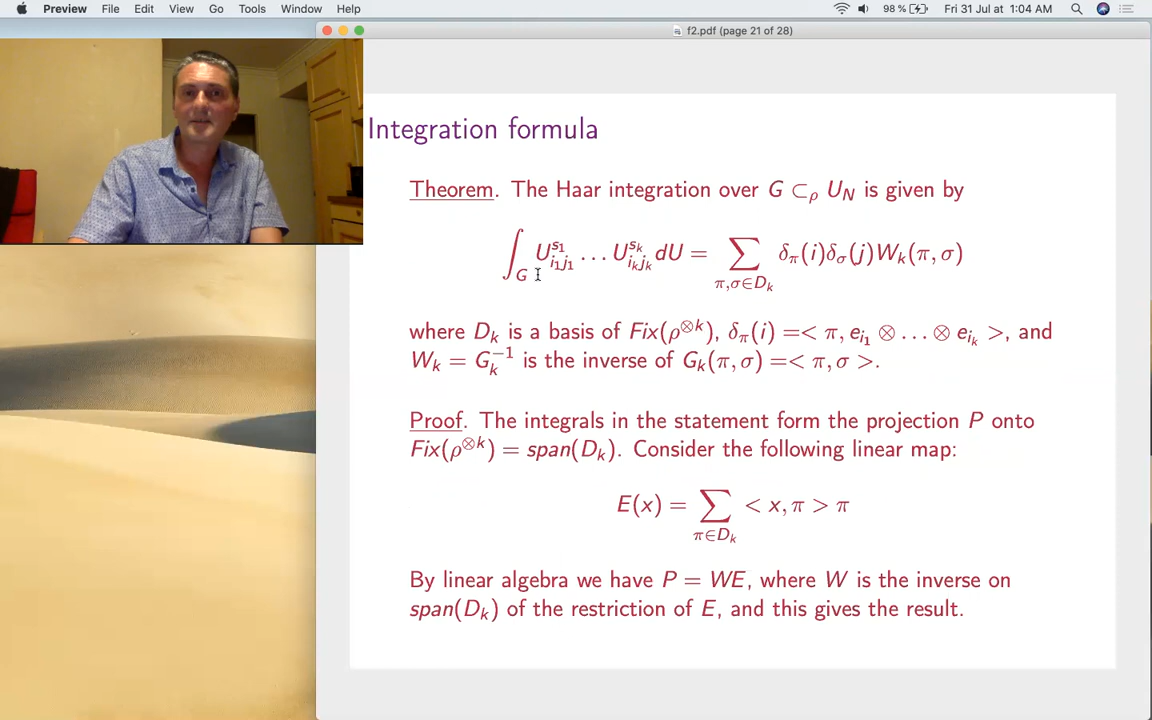 Preview File Edit View Go Tools Window Help 98 % Fri 31 Jul at 1:04 AM
f2.pdf (page 21 of 28)
Integration formula
Theorem. The Haar integration over G ⊂ρ U_N is given by
∫_G U^{s_1}_{i_1j_1} … U^{s_k}_{i_kj_k} dU = ∑_{π,σ∈D_k} δ_π(i)δ_σ(j)W_k(π, σ)
where D_k is a basis of Fix(ρ^{⊗k}), δ_π(i) =< π, e_{i_1} ⊗ … ⊗ e_{i_k} >, and
W_k = G_k^{-1} is the inverse of G_k(π, σ) =< π, σ >.
Proof. The integrals in the statement form the projection P onto
Fix(ρ^{⊗k}) = span(D_k). Consider the following linear map:
E(x) = ∑_{π∈D_k} < x, π > π
By linear algebra we have P = WE, where W is the inverse on
span(D_k) of the restriction of E, and this gives the result.